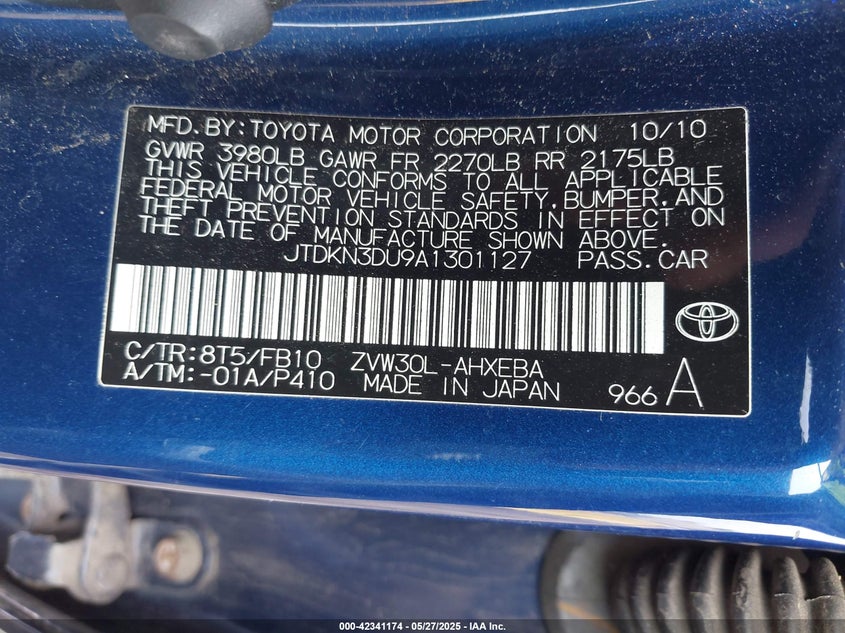 MFD.BY:TOYOTA MOTOR CORPORATION 10/10
GVWR 3980LB GAWR FR 2270LB RR 2175LB
THIS VEHICLE CONFORMS TO ALL APPLICABLE
FEDERAL MOTOR VEHICLE SAFETY,BUMPER,AND
THEFT PREVENTION STANDARDS IN EFFECT ON
THE DATE OF MANUFACTURE SHOWN ABOVE.
JTDKN3DU9A1301127 PASS.CAR
C/TR:8T5/FB10 ZVW30L-AHXEBA
A/TM:-01A/P410 MADE IN JAPAN 966 A
000-42341174 | 05/27/2025 - IAA Inc.